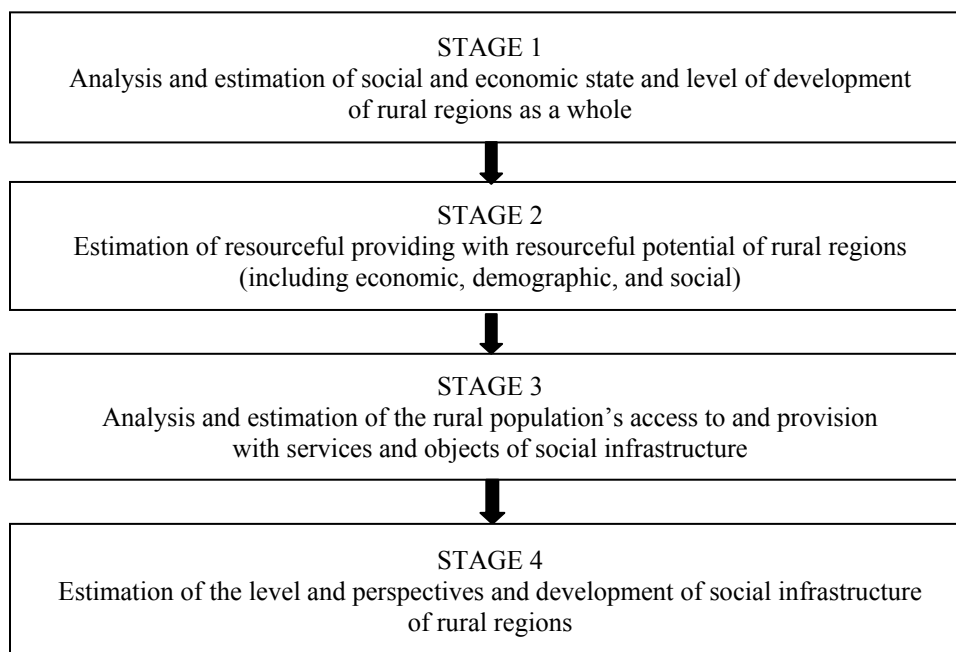 STAGE 1
Analysis and estimation of social and economic state and level of development
of rural regions as a whole
STAGE 2
Estimation of resourceful providing with resourceful potential of rural regions
(including economic, demographic, and social)
STAGE 3
Analysis and estimation of the rural population’s access to and provision
with services and objects of social infrastructure
STAGE 4
Estimation of the level and perspectives and development of social infrastructure
of rural regions